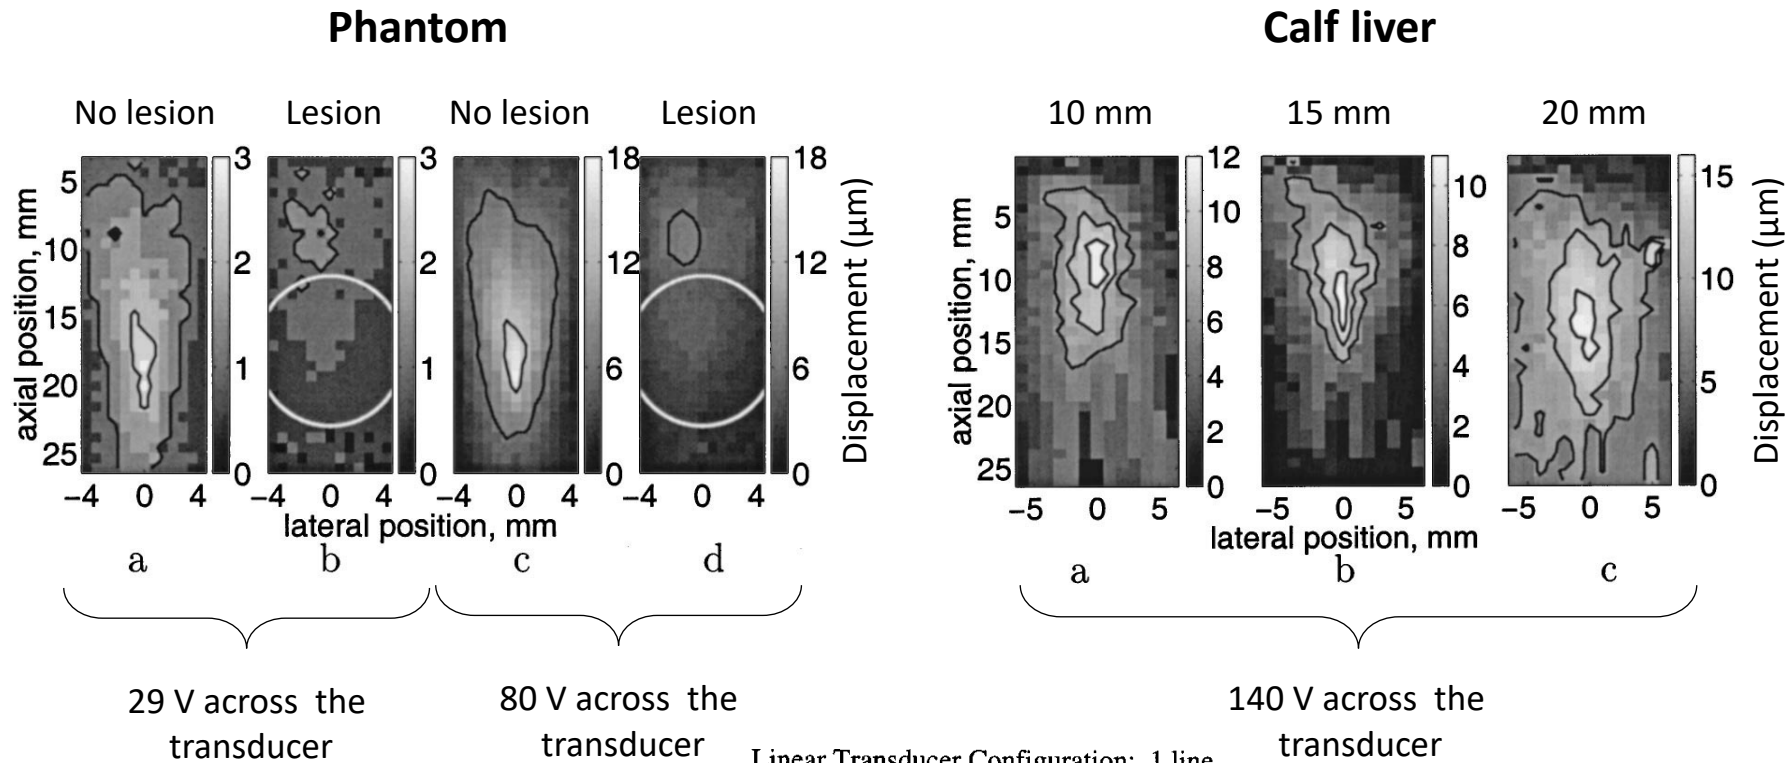 Phantom
Calf liver
No lesion
Lesion
No lesion
Lesion
10 mm
15 mm
20 mm
axial position, mm
5
10
15
20
25
3
2
1
0
3
2
1
0
18
12
6
0
18
12
6
0
Displacement (μm)
−4 0 4
−4 0 4
−4 0 4
−4 0 4
lateral position, mm
a
b
c
d
axial position, mm
5
10
15
20
25
12
10
8
6
4
2
0
10
8
6
4
2
0
15
10
5
0
Displacement (μm)
−5 0 5
−5 0 5
−5 0 5
lateral position, mm
a
b
c
29 V across the
transducer
80 V across the
transducer
140 V across the
transducer
Linear Transducer Configuration: 1 line